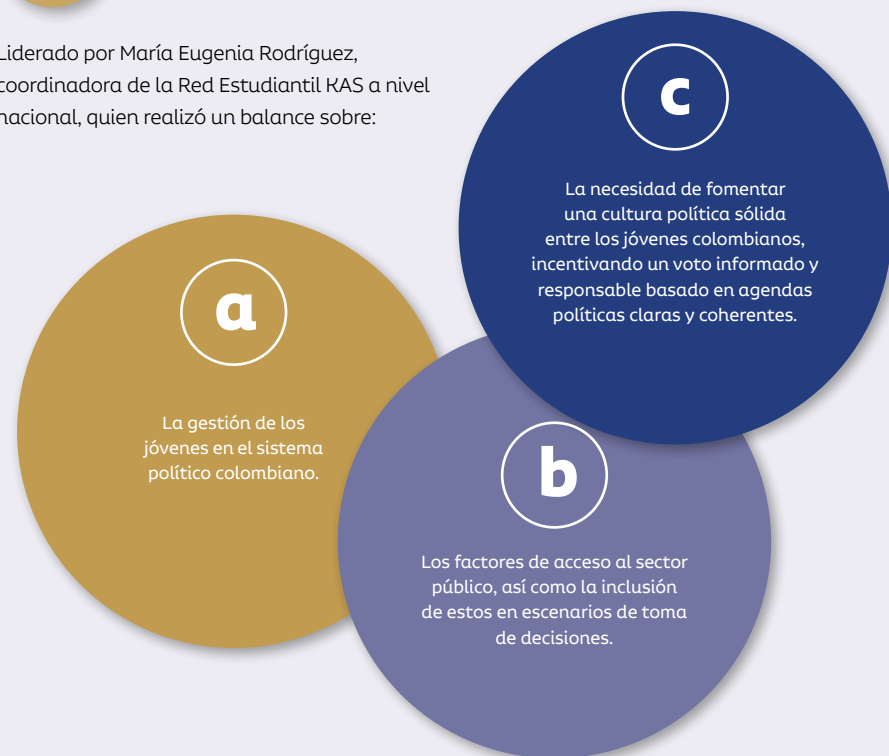 Liderado por María Eugenia Rodríguez,
coordinadora de la Red Estudiantil KAS a nivel
nacional, quien realizó un balance sobre:
a
La gestión de los
jóvenes en el sistema
político colombiano.
b
Los factores de acceso al sector
público, así como la inclusión
de estos en escenarios de toma
de decisiones.
c
La necesidad de fomentar
una cultura política sólida
entre los jóvenes colombianos,
incentivando un voto informado y
responsable basado en agendas
políticas claras y coherentes.